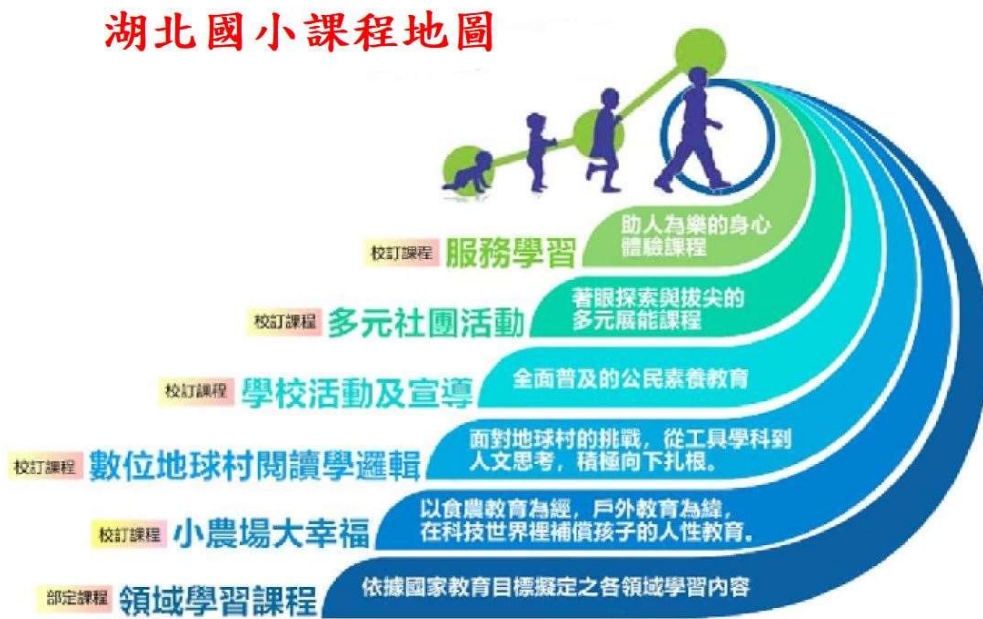 湖北國小課程地圖
校訂課程 服務學習
助人為樂的身心
體驗課程
校訂課程 多元社團活動
著眼探索與拔尖的
多元展能課程
校訂課程 學校活動及宣導
全面普及的公民素養教育
校訂課程 數位地球村閱讀學邏輯
面對地球村的挑戰，從工具學科到
人文思考，積極向下扎根。
校訂課程 小農場大幸福
以食農教育為經，戶外教育為緯，
在科技世界裡補償孩子的人性教育。
部定課程 領域學習課程
依據國家教育目標擬定之各領域學習內容